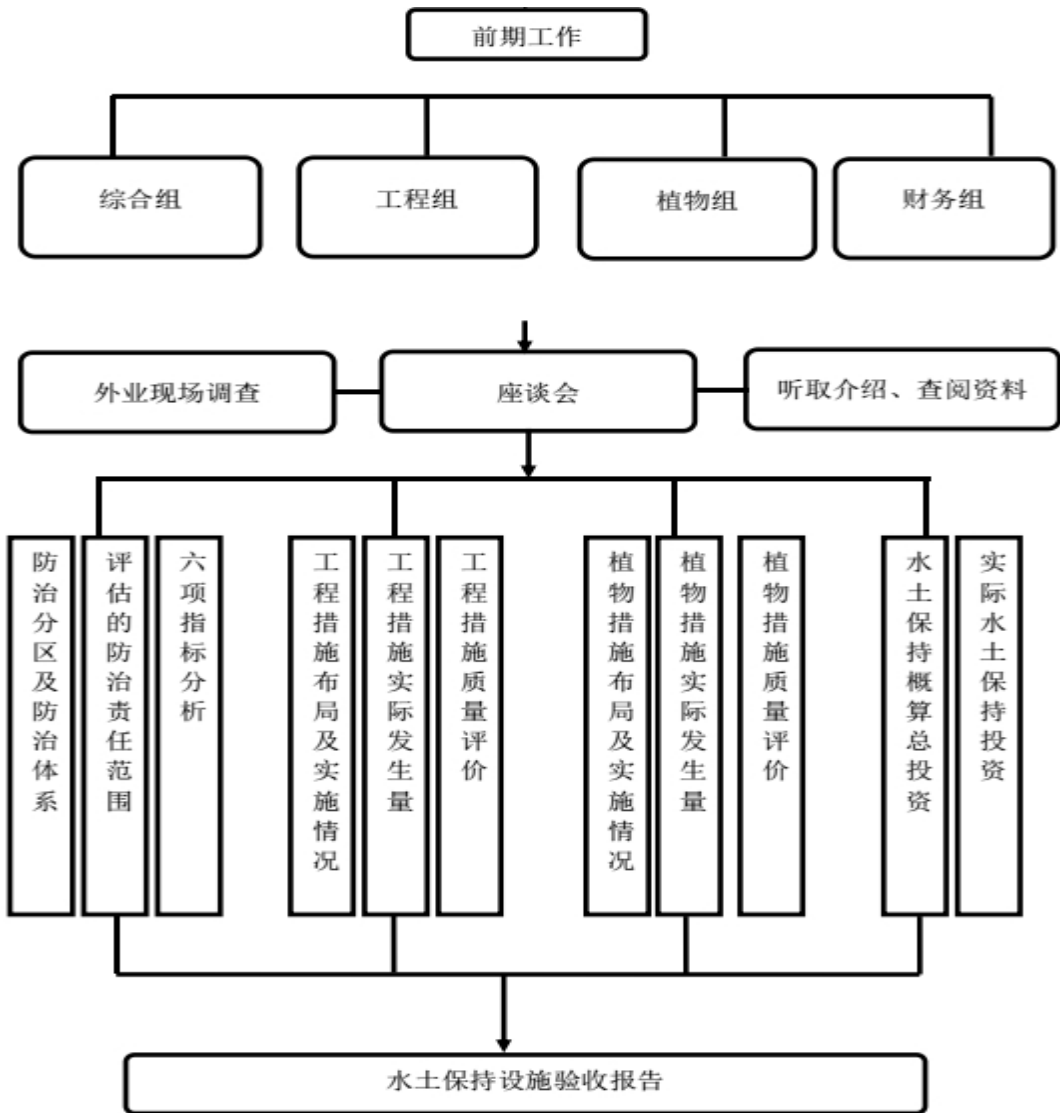 前期工作
综合组
工程组
植物组
财务组
外业现场调查
座谈会
听取介绍、查阅资料
防治分区及防治体系
评估的防治责任范围
六项指标分析
工程措施布局及实施情况
工程措施实际发生量
工程措施质量评价
植物措施布局及实施情况
植物措施实际发生量
植物措施质量评价
水土保持概算总投资
实际水土保持投资
水土保持设施验收报告